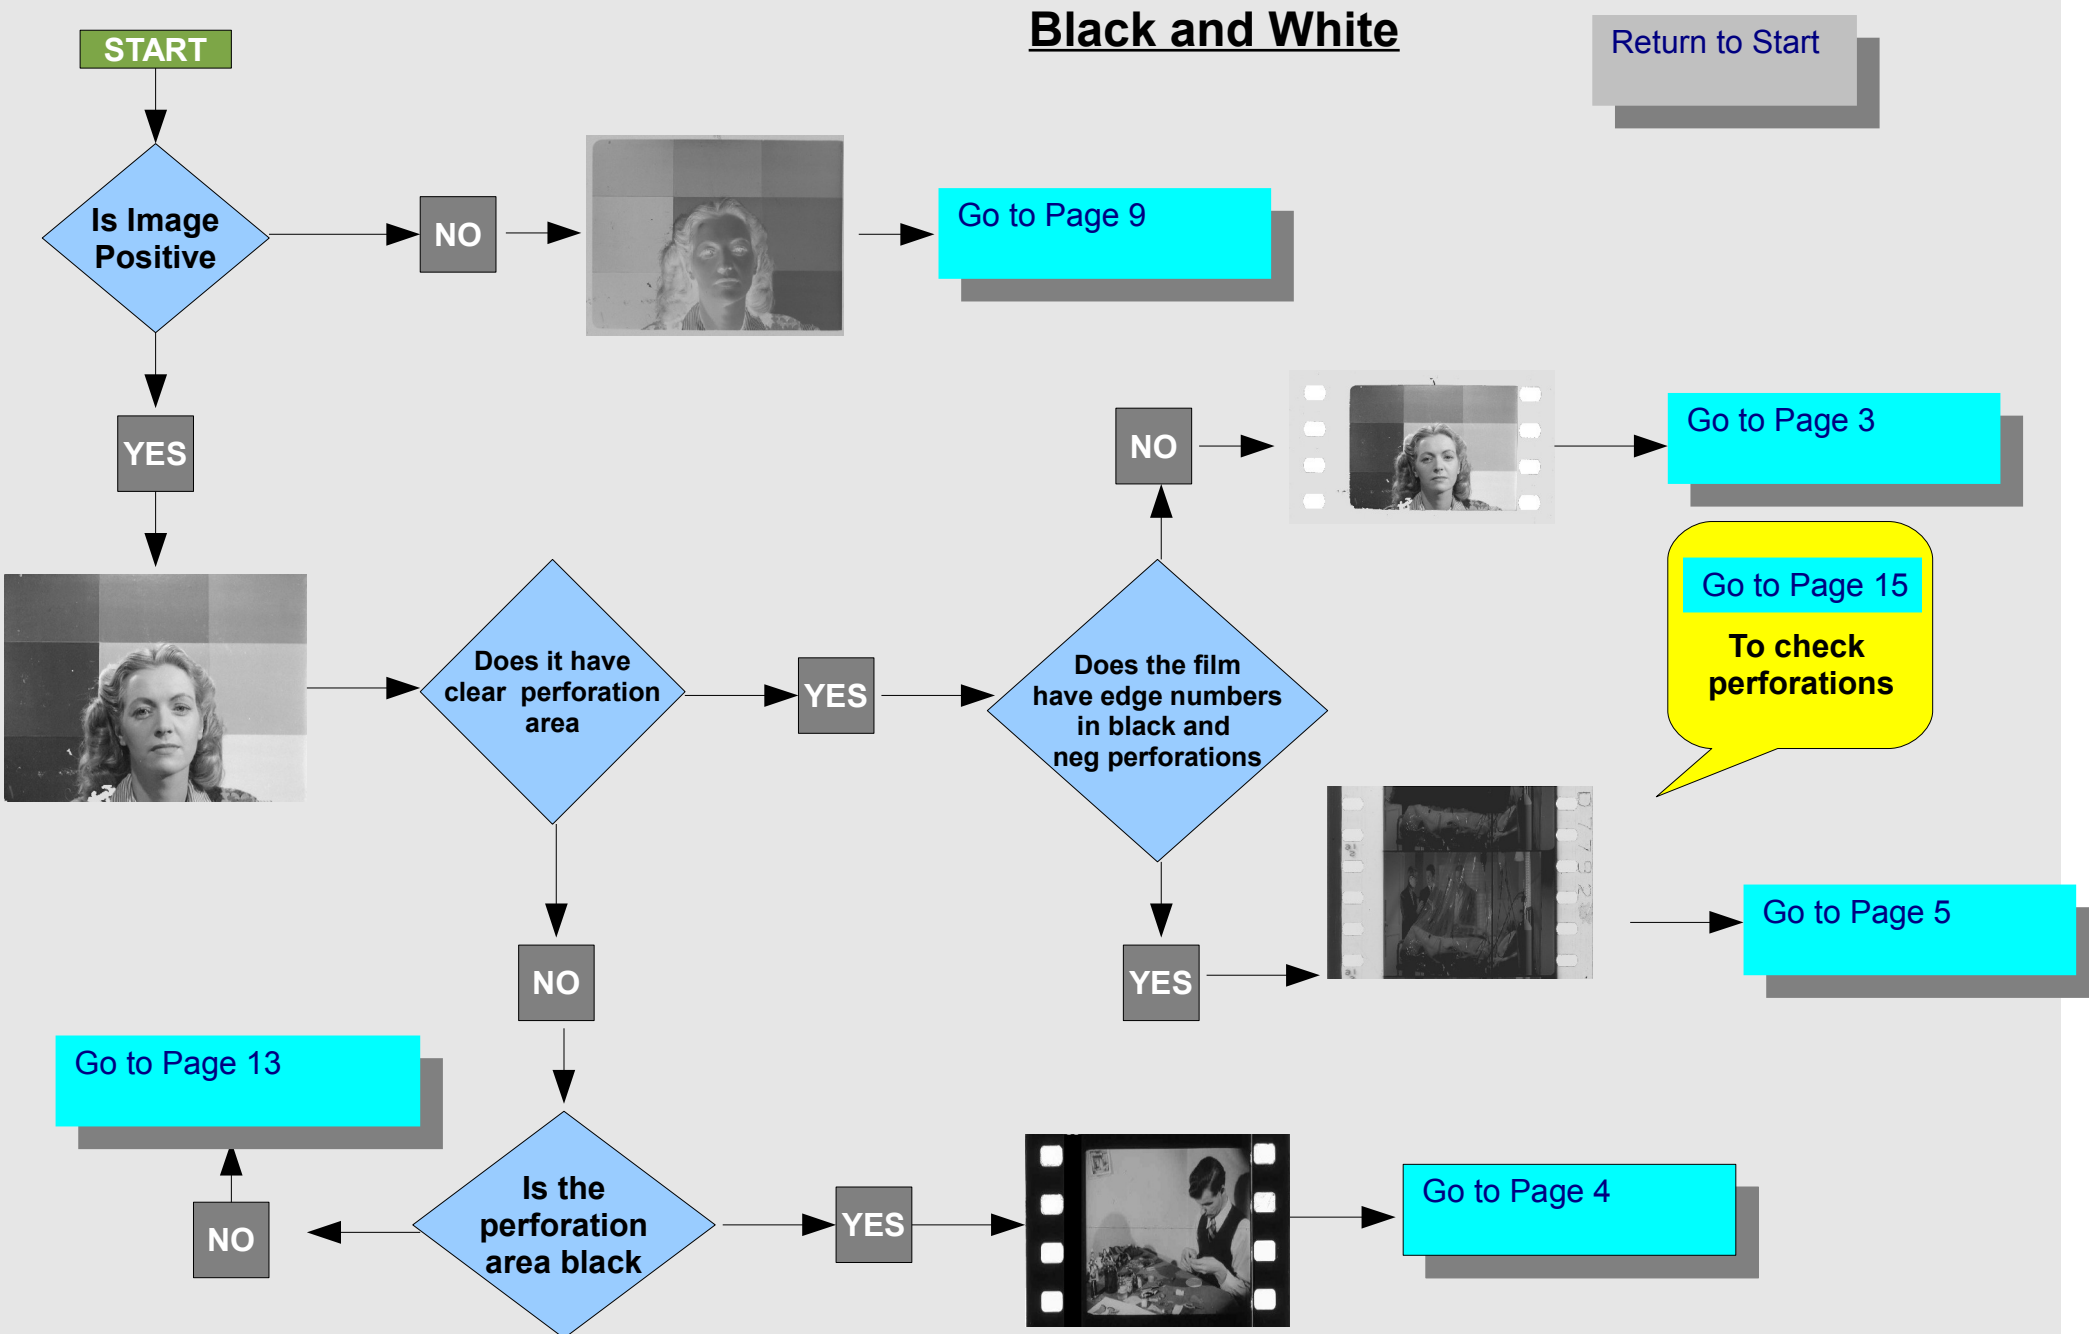 Black and White
Return to Start
START
Is Image
Positive
NO
Go to Page 9
YES
NO
Go to Page 3
Go to Page 15
To check
perforations
Does it have
clear perforation
area
YES
Does the film
have edge numbers
in black and
neg perforations
YES
Go to Page 5
NO
Go to Page 13
NO
Is the
perforation
area black
YES
Go to Page 4